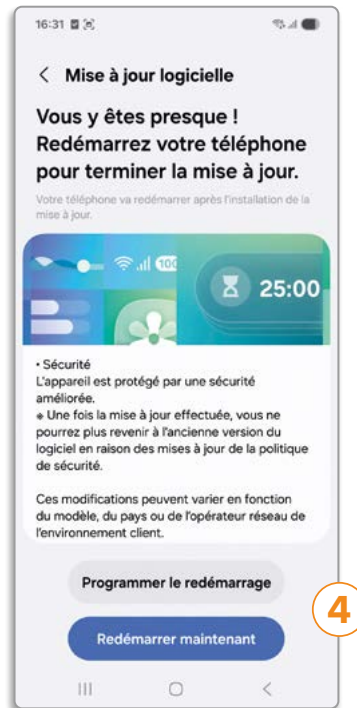 16:31
< Mise à jour logicielle
Vous y êtes presque !
Redémarrez votre téléphone
pour terminer la mise à jour.
Votre téléphone va redémarrer après l'installation de la
mise à jour.
100
25:00
• Sécurité
L'appareil est protégé par une sécurité
améliorée.
※ Une fois la mise à jour effectuée, vous ne
pourrez plus revenir à l'ancienne version du
logiciel en raison des mises à jour de la politique
de sécurité.
Ces modifications peuvent varier en fonction
du modèle, du pays ou de l'opérateur réseau de
l'environnement client.
Programmer le redémarrage
4
Redémarrer maintenant